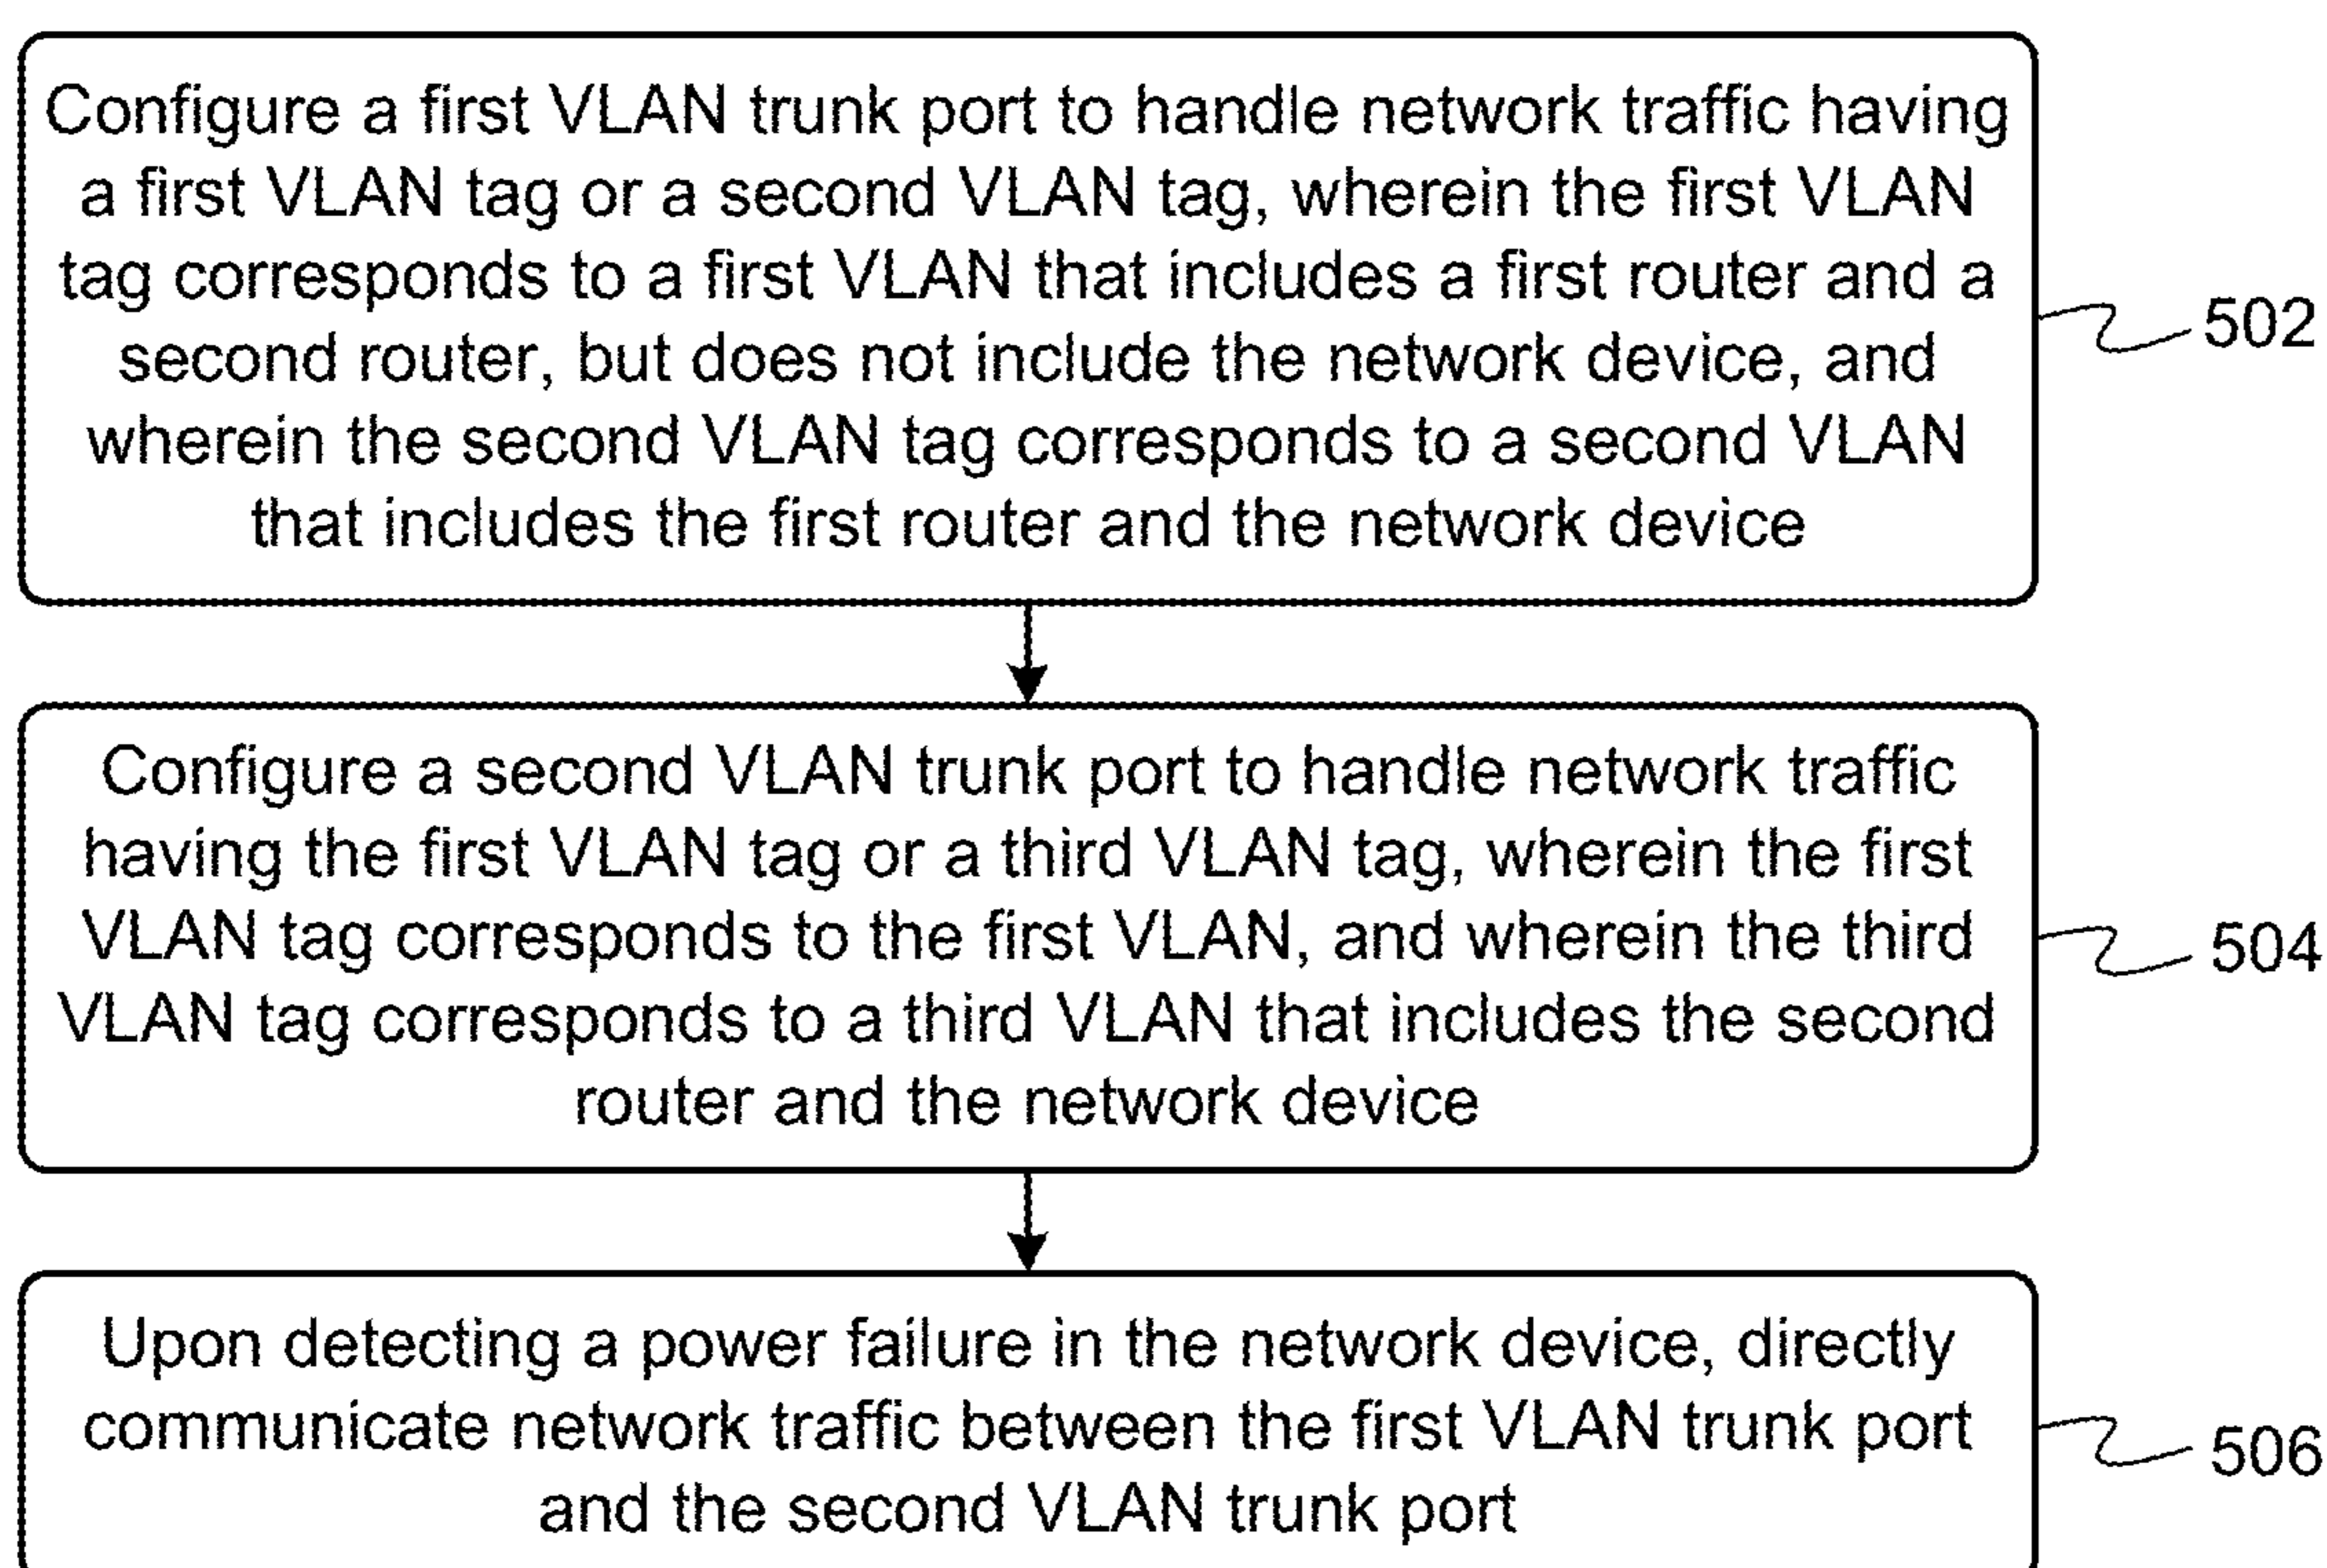 Configure a first VLAN trunk port to handle network traffic having
a first VLAN tag or a second VLAN tag, wherein the first VLAN
tag corresponds to a first VLAN that includes a first router and a
second router, but does not include the network device, and
wherein the second VLAN tag corresponds to a second VLAN
that includes the first router and the network device
502
Configure a second VLAN trunk port to handle network traffic
having the first VLAN tag or a third VLAN tag, wherein the first
VLAN tag corresponds to the first VLAN, and wherein the third
VLAN tag corresponds to a third VLAN that includes the second
router and the network device
504
Upon detecting a power failure in the network device, directly
communicate network traffic between the first VLAN trunk port
and the second VLAN trunk port
506